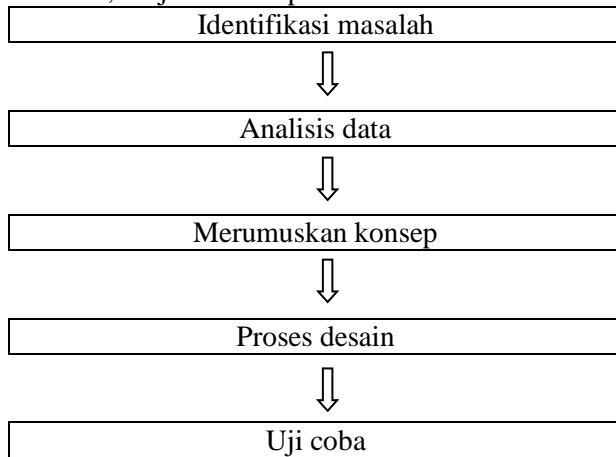 Identifikasi masalah
Analisis data
Merumuskan konsep
Proses desain
Uji coba